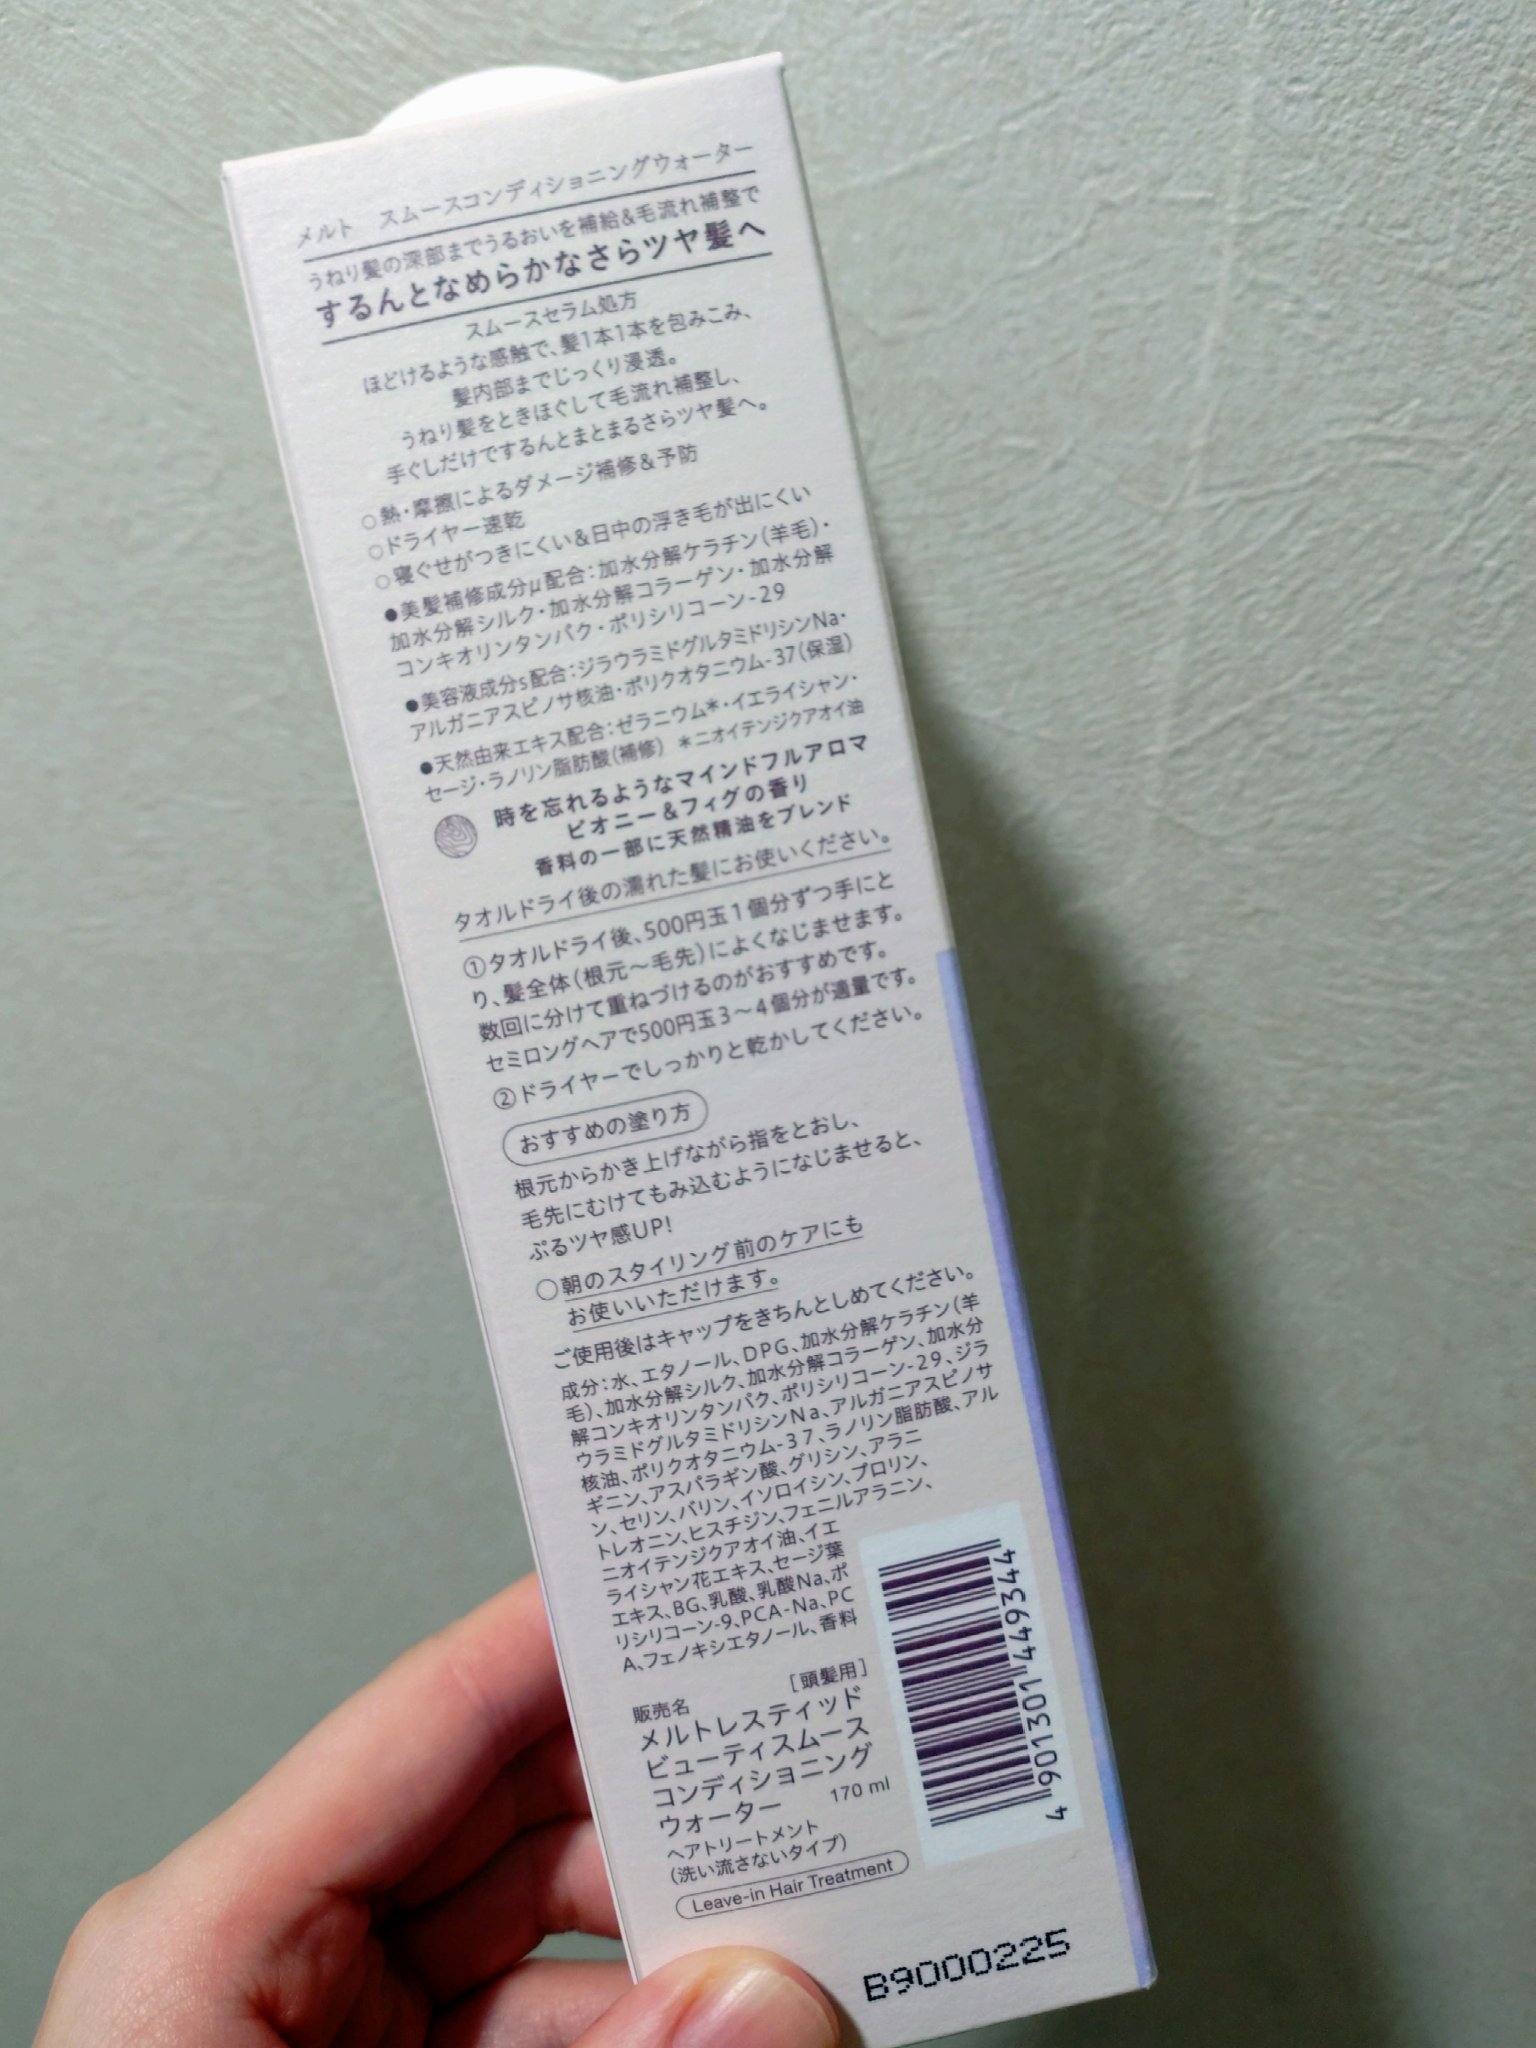 メルト　スムースコンディショニングウォーター
うねり髪の深部までうるおいを補給&毛流れ補整で
するんとなめらかなさらツヤ髪へ
スムースセラム処方
ほどけるような感触で、髪1本1本を包みこみ、
髪内部までじっくり浸透。
うねり髪をときほぐして毛流れ補整し、
手ぐしだけでするんとまとまるさらツヤ髪へ。
○熱・摩擦によるダメージ補修&予防
○ドライヤー速乾
○寝ぐせがつきにくい&日中の浮き毛が出にくい
●美髪補修成分μ配合：加水分解ケラチン(羊毛)・
加水分解シルク・加水分解コラーゲン・加水分解
コンキオリンタンパク・ポリシリコーン-29
●美容液成分s配合：ジラウラミドグルタミドリシンNa・
アルガニアスピノサ核油・ポリクオタニウム-37(保湿)
●天然由来エキス配合：ゼラニウム＊・イエライシャン・
セージ・ラノリン脂肪酸(補修)　＊ニオイテンジクアオイ油
時を忘れるようなマインドフルアロマ
ピオニー&フィグの香り
香料の一部に天然精油をブレンド
タオルドライ後の濡れた髪にお使いください。
①タオルドライ後、500円玉1個分ずつ手にと
り、髪全体(根元～毛先)によくなじませます。
数回に分けて重ねづけるのがおすすめです。
セミロングヘアで500円玉3～4個分が適量です。
②ドライヤーでしっかりと乾かしてください。
おすすめの塗り方
根元からかき上げながら指をとおし、
毛先にむけてもみ込むようになじませると、
ぷるツヤ感UP!
○朝のスタイリング前のケアにも
お使いいただけます。
ご使用後はキャップをきちんとしめてください。
成分：水、エタノール、DPG、加水分解ケラチン(羊
毛)、加水分解シルク、加水分解コラーゲン、加水分
解コンキオリンタンパク、ポリシリコーン-29、ジラ
ウラミドグルタミドリシンNa、アルガニアスピノサ
核油、ポリクオタニウム-37、ラノリン脂肪酸、アル
ギニン、アスパラギン酸、グリシン、アラニ
ン、セリン、バリン、イソロイシン、プロリン、
トレオニン、ヒスチジン、フェニルアラニン、
ニオイテンジクアオイ油、イエ
ライシャン花エキス、セージ葉
エキス、BG、乳酸、乳酸Na、ポ
リシリコーン-9、PCA-Na、PC
A、フェノキシエタノール、香料
[頭髪用]
販売名
メルトレスティッド
ビューティスムース
コンディショニング
ウォーター
170 ml
ヘアトリートメント
(洗い流さないタイプ)
Leave-in Hair Treatment
4 901301 449344
B9000225